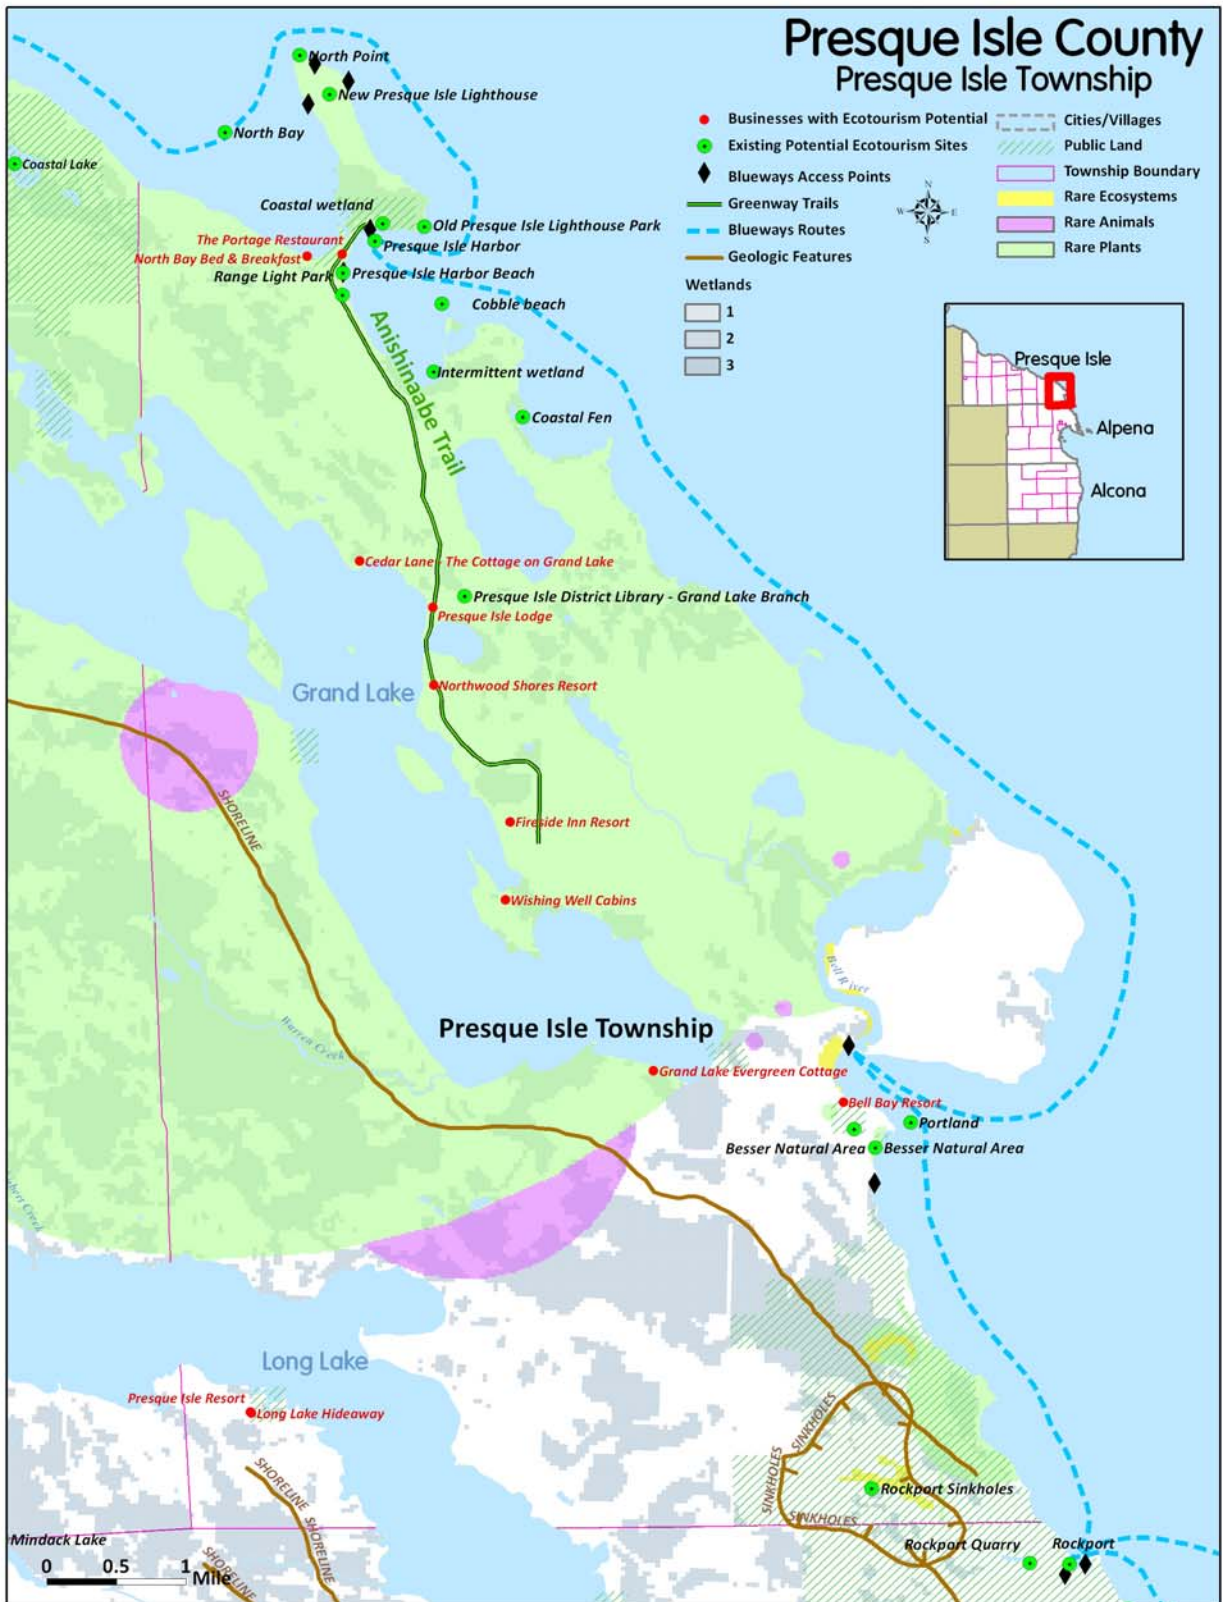 Presque Isle County
Presque Isle Township
Businesses with Ecotourism Potential
Existing Potential Ecotourism Sites
Blueways Access Points
Greenway Trails
Blueways Routes
Geologic Features
Wetlands
1
2
3
Cities/Villages
Public Land
Township Boundary
Rare Ecosystems
Rare Animals
Rare Plants
N
W
E
S
Presque Isle
Alpena
Alcona
North Point
New Presque Isle Lighthouse
North Bay
Coastal Lake
Coastal wetland
Old Presque Isle Lighthouse Park
The Portage Restaurant
Presque Isle Harbor
North Bay Bed & Breakfast
Range Light Park
Presque Isle Harbor Beach
Cobble beach
Anishinaabe Trail
Intermittent wetland
Coastal Fen
Cedar Lane - The Cottage on Grand Lake
Presque Isle District Library - Grand Lake Branch
Presque Isle Lodge
Grand Lake
Northwood Shores Resort
SHORELINE
Fireside Inn Resort
Wishing Well Cabins
Bell River
Warren Creek
Presque Isle Township
Grand Lake Evergreen Cottage
Bell Bay Resort
Portland
Besser Natural Area
Besser Natural Area
Creek
Long Lake
Presque Isle Resort
Long Lake Hideaway
SINKHOLES
SINKHOLES
SINKHOLES
Rockport Sinkholes
SHORELINE
SHORELINE
SHORELINE
Rockport Quarry
Rockport
Mindack Lake
0 0.5 1
Mile